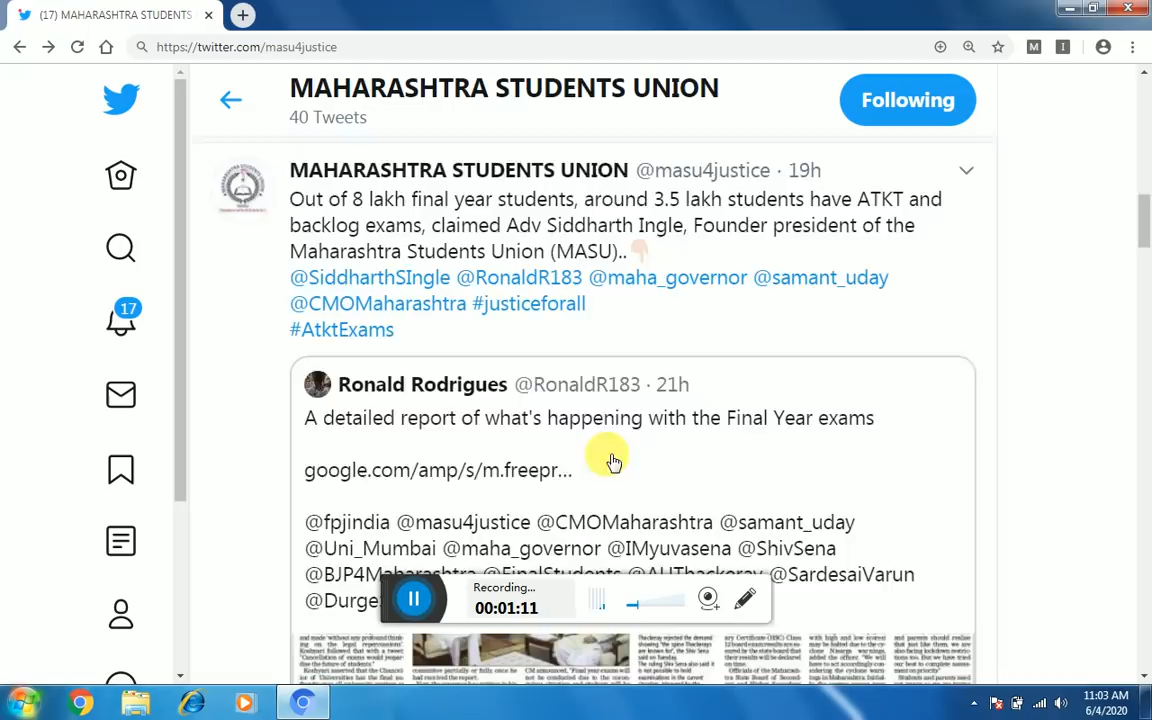 (17) MAHARASHTRA STUDENTS
https://twitter.com/masu4justice
M
I
MAHARASHTRA STUDENTS UNION
40 Tweets
Following
17
MAHARASHTRA STUDENTS UNION @masu4justice · 19h
Out of 8 lakh final year students, around 3.5 lakh students have ATKT and
backlog exams, claimed Adv Siddharth Ingle, Founder president of the
Maharashtra Students Union (MASU)..
@SiddharthSIngle @RonaldR183 @maha_governor @samant_uday
@CMOMaharashtra #justiceforall
#AtktExams
Ronald Rodrigues @RonaldR183 · 21h
A detailed report of what's happening with the Final Year exams
google.com/amp/s/m.freepr...
@fpjindia @masu4justice @CMOMaharashtra @samant_uday
@Uni_Mumbai @maha_governor @IMyuvasena @ShivSena
@SardesaiVarun
Recording...
00:01:11
11:03 AM
6/4/2020